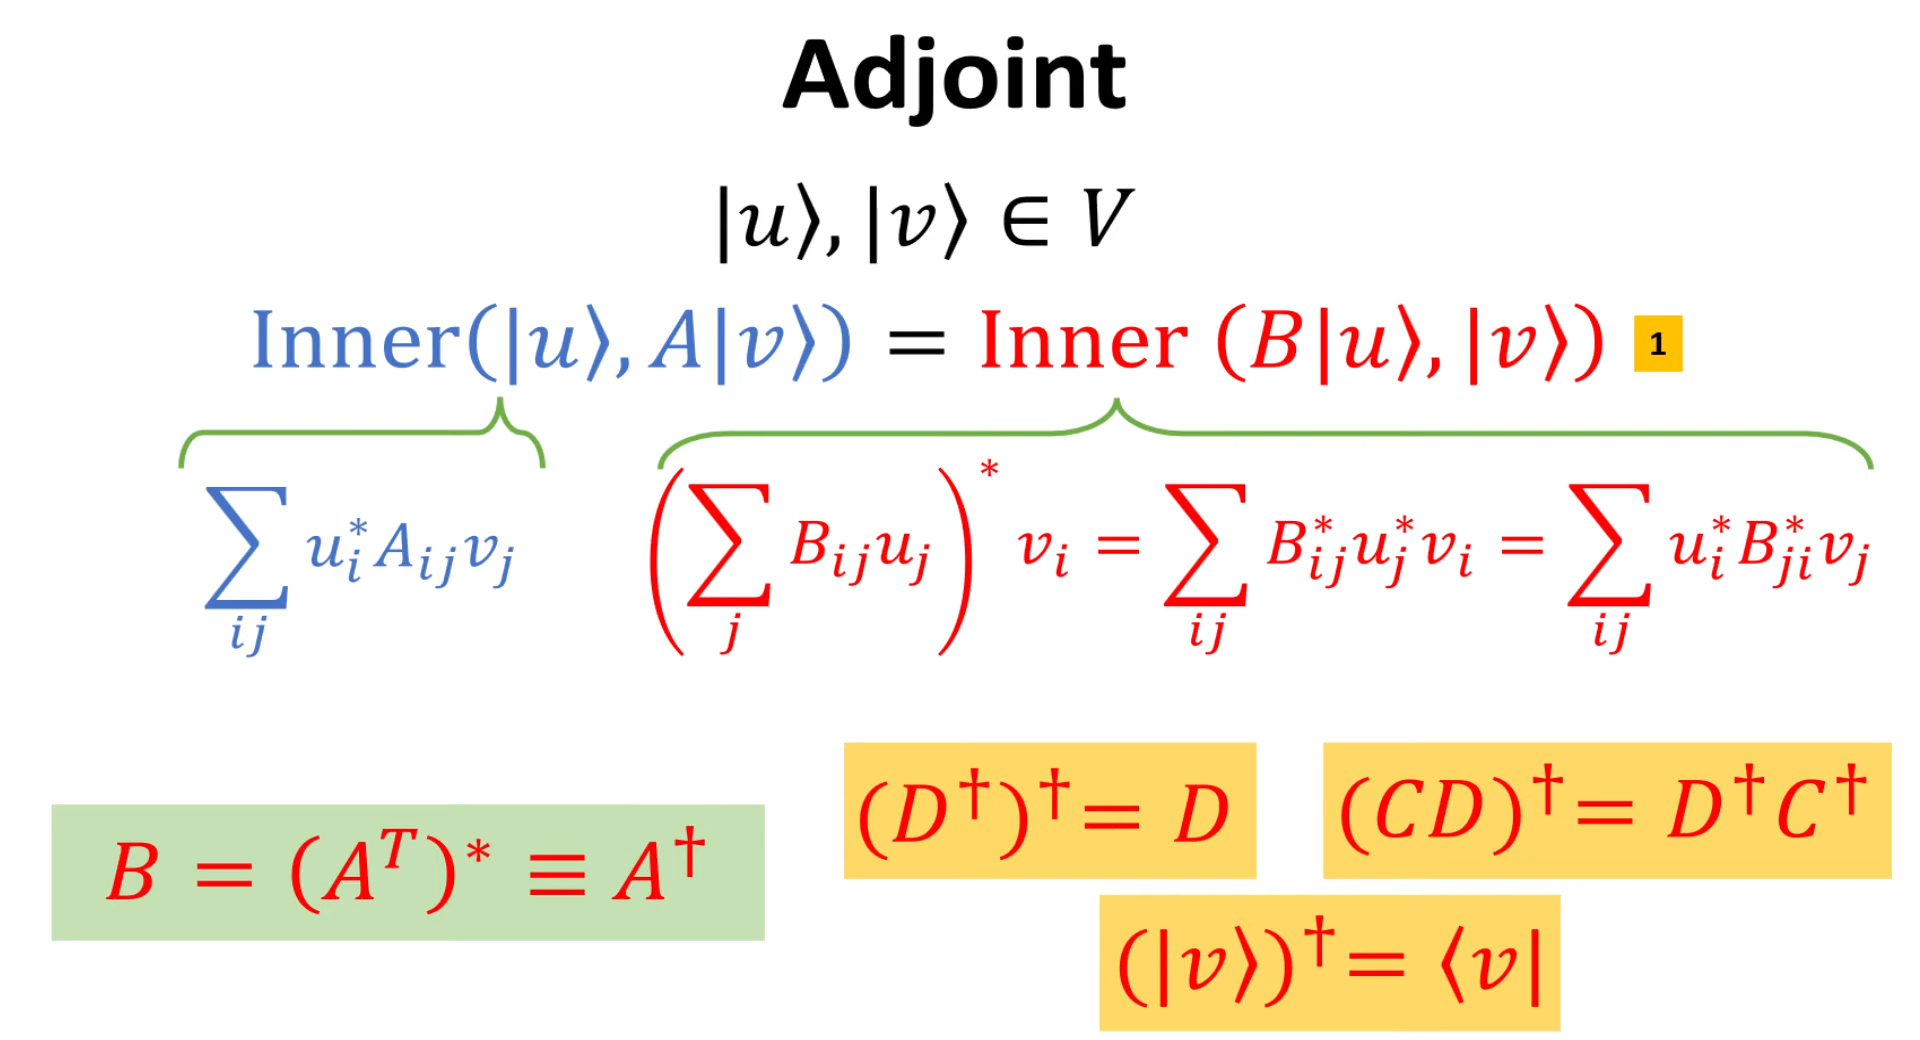 Adjoint
|u⟩, |v⟩ ∈ V
Inner(|u⟩, A|v⟩) = Inner (B|u⟩, |v⟩) 1
∑_{ij} u_i^* A_{ij} v_j
(∑_j B_{ij} u_j)^* v_i = ∑_{ij} B_{ij}^* u_j^* v_i = ∑_{ij} u_i^* B_{ji}^* v_j
B = (A^T)^* ≡ A^†
(D^†)^† = D
(CD)^† = D^† C^†
(|v⟩)^† = ⟨v|